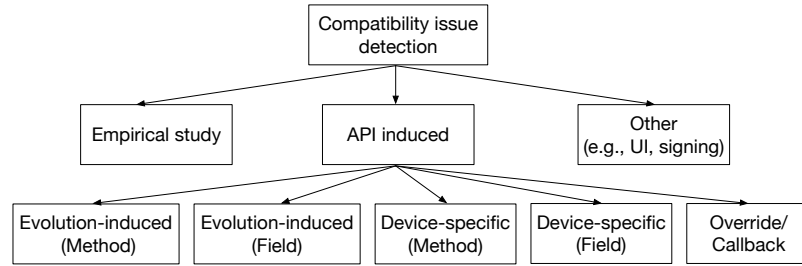 Compatibility issue
detection
Empirical study
API induced
Other
(e.g., UI, signing)
Evolution-induced
(Method)
Evolution-induced
(Field)
Device-specific
(Method)
Device-specific
(Field)
Override/
Callback